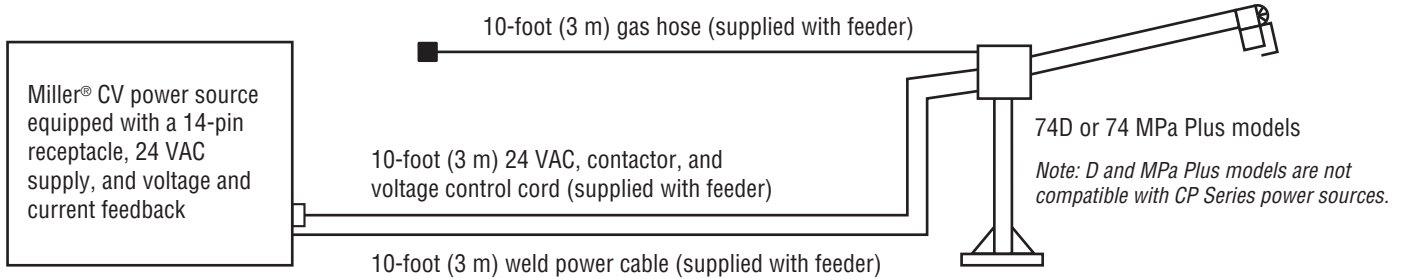 10-foot (3 m) gas hose (supplied with feeder)
Miller® CV power source
equipped with a 14-pin
receptacle, 24 VAC
supply, and voltage and
current feedback
10-foot (3 m) 24 VAC, contactor, and
voltage control cord (supplied with feeder)
10-foot (3 m) weld power cable (supplied with feeder)
74D or 74 MPa Plus models
Note: D and MPa Plus models are not
compatible with CP Series power sources.